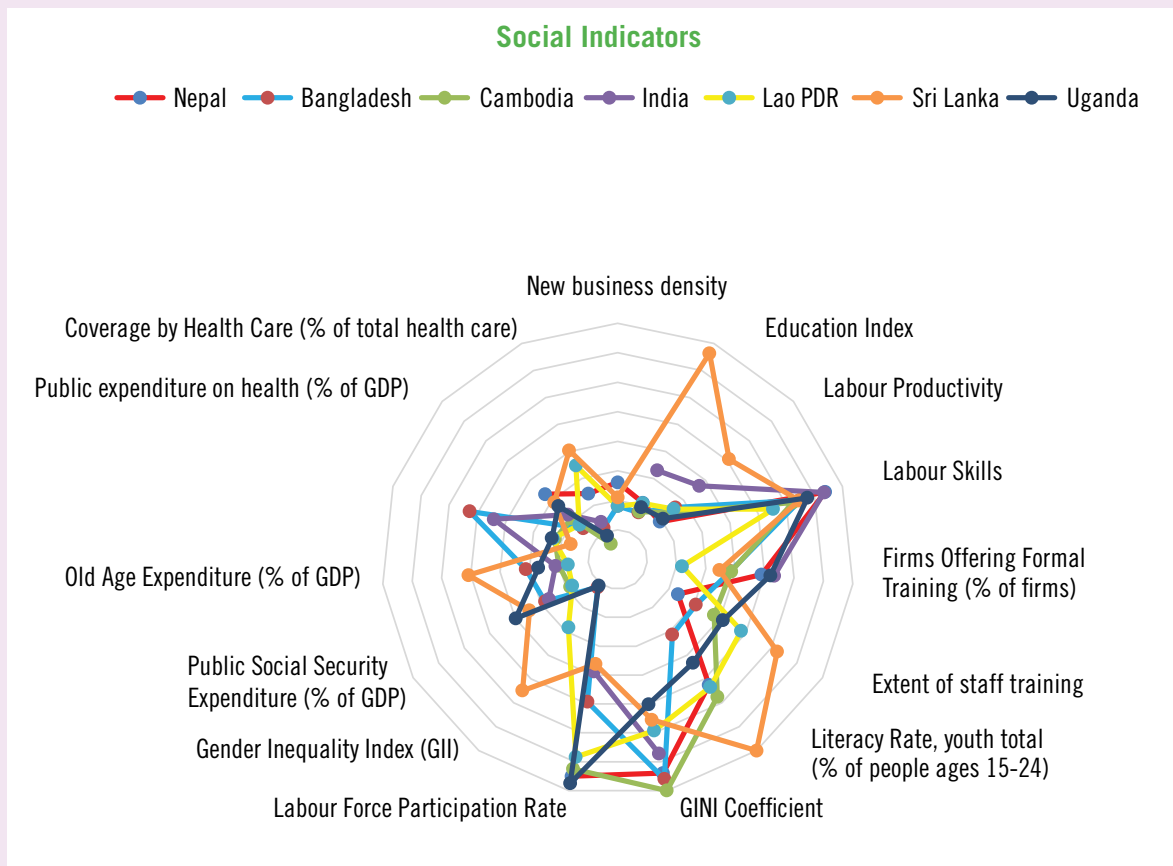 Social Indicators
Nepal Bangladesh Cambodia India Lao PDR Sri Lanka Uganda
New business density
Coverage by Health Care (% of total health care)
Education Index
Public expenditure on health (% of GDP)
Labour Productivity
Labour Skills
Old Age Expenditure (% of GDP)
Firms Offering Formal
Training (% of firms)
Public Social Security
Expenditure (% of GDP)
Extent of staff training
Gender Inequality Index (GII)
Literacy Rate, youth total
(% of people ages 15-24)
Labour Force Participation Rate
GINI Coefficient